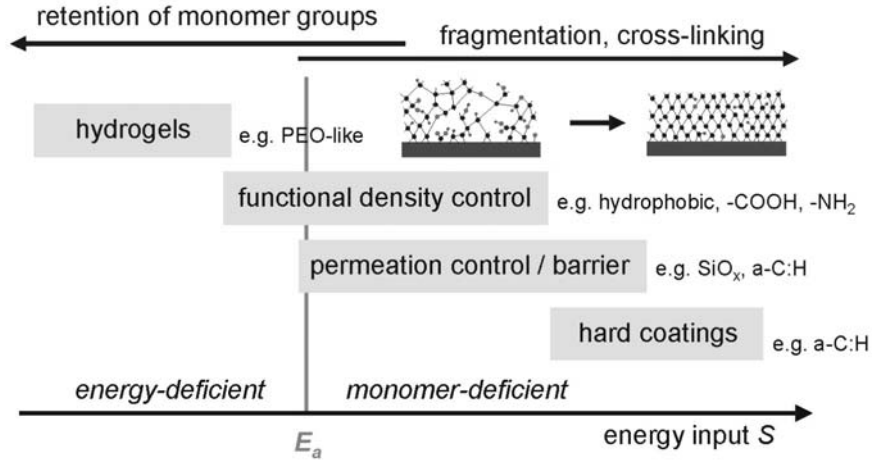 retention of monomer groups
fragmentation, cross-linking
hydrogels
e.g. PEO-like
functional density control
e.g. hydrophobic, -COOH, -NH₂
permeation control / barrier
e.g. SiOₓ, a-C:H
hard coatings
e.g. a-C:H
energy-deficient
monomer-deficient
Eₐ
energy input S